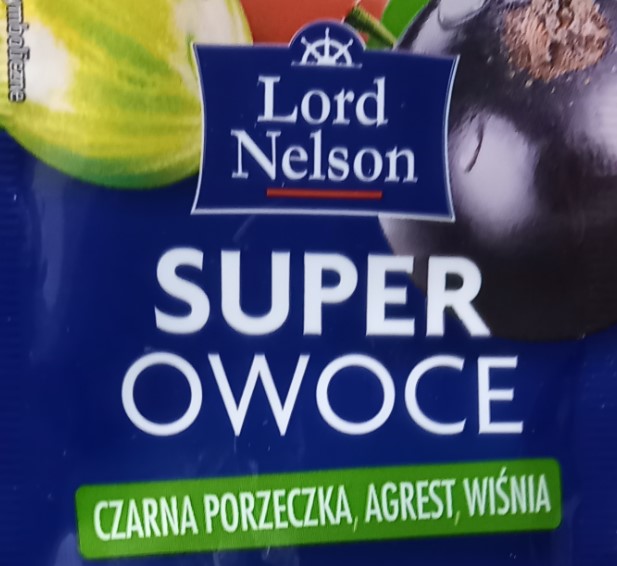 Lord
Nelson
SUPER
OWOCE
CZARNA PORZECZKA, AGREST, WIŚNIA